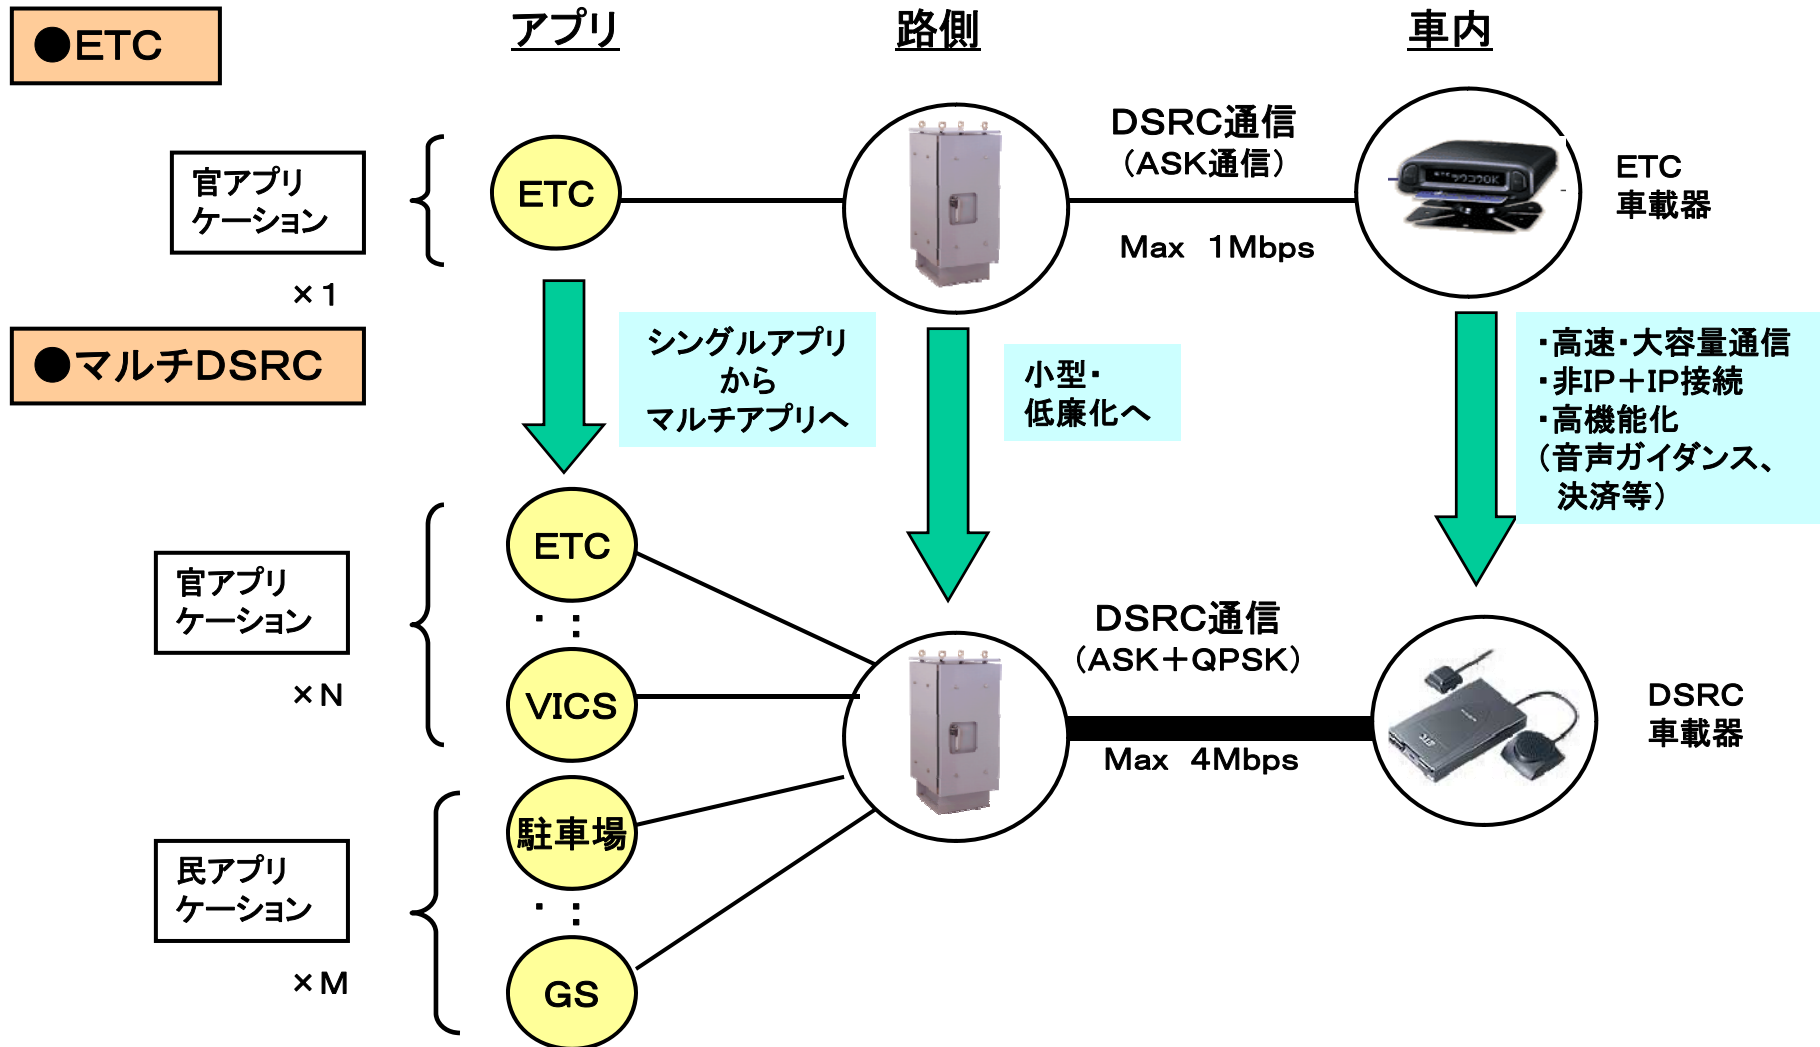 ●ETC
アプリ
路側
車内
官アプリ
ケーション
×1
ETC
DSRC通信
(ASK通信)
Max 1Mbps
ツウコウOK
ETC
車載器
●マルチDSRC
シングルアプリ
から
マルチアプリへ
小型・
低廉化へ
・高速・大容量通信
・非IP+IP接続
・高機能化
(音声ガイダンス、
決済等)
官アプリ
ケーション
×N
ETC
VICS
DSRC通信
(ASK+QPSK)
Max 4Mbps
DSRC
車載器
民アプリ
ケーション
×M
駐車場
GS